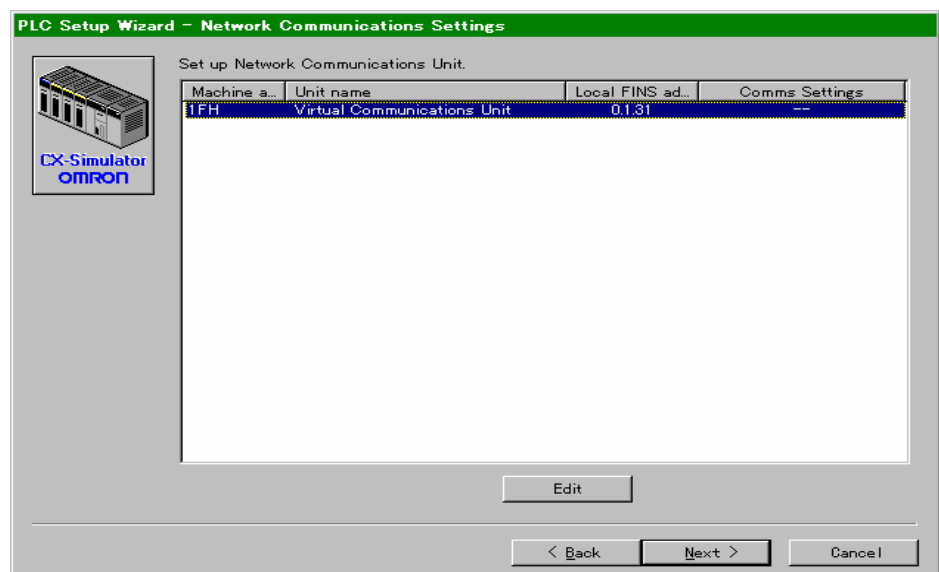 PLC Setup Wizard - Network Communications Settings
Set up Network Communications Unit.
Machine a... Unit name Local FINS ad... Comms Settings
1FH Virtual Communications Unit 0.1.31 --
CX-Simulator
OMRON
Edit
< Back Next > Cancel